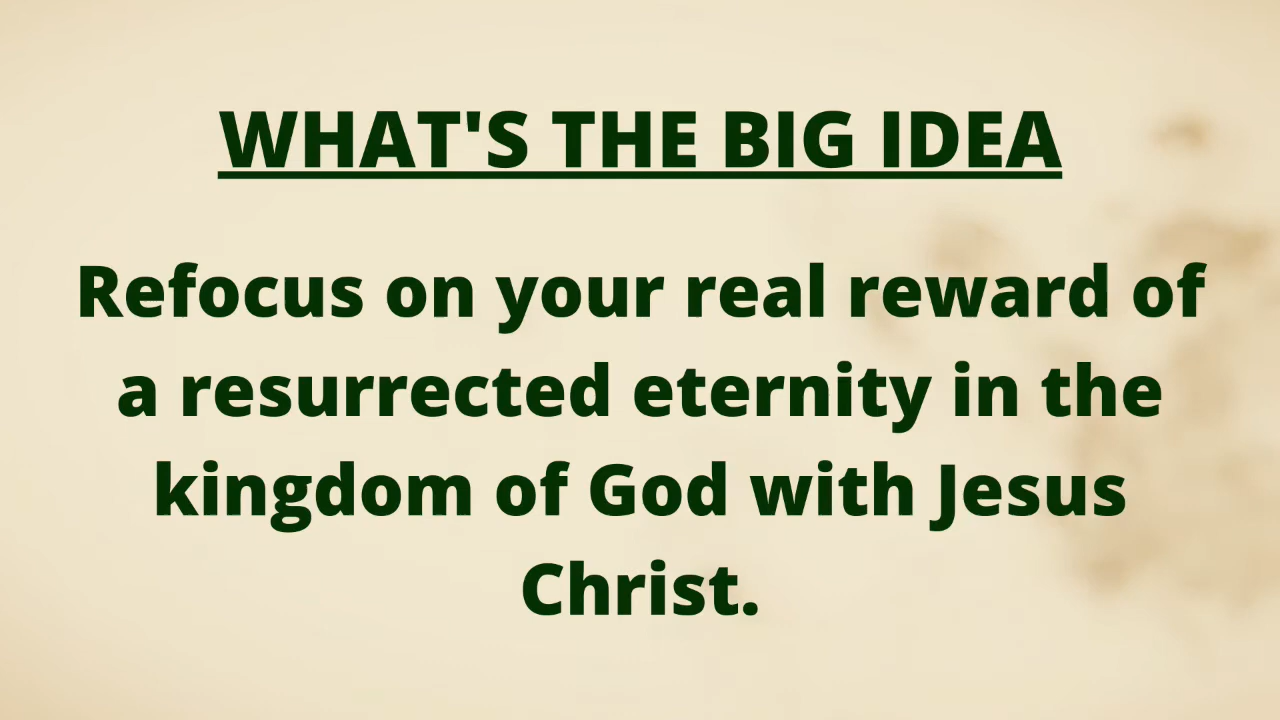 WHAT'S THE BIG IDEA
Refocus on your real reward of
a resurrected eternity in the
kingdom of God with Jesus
Christ.